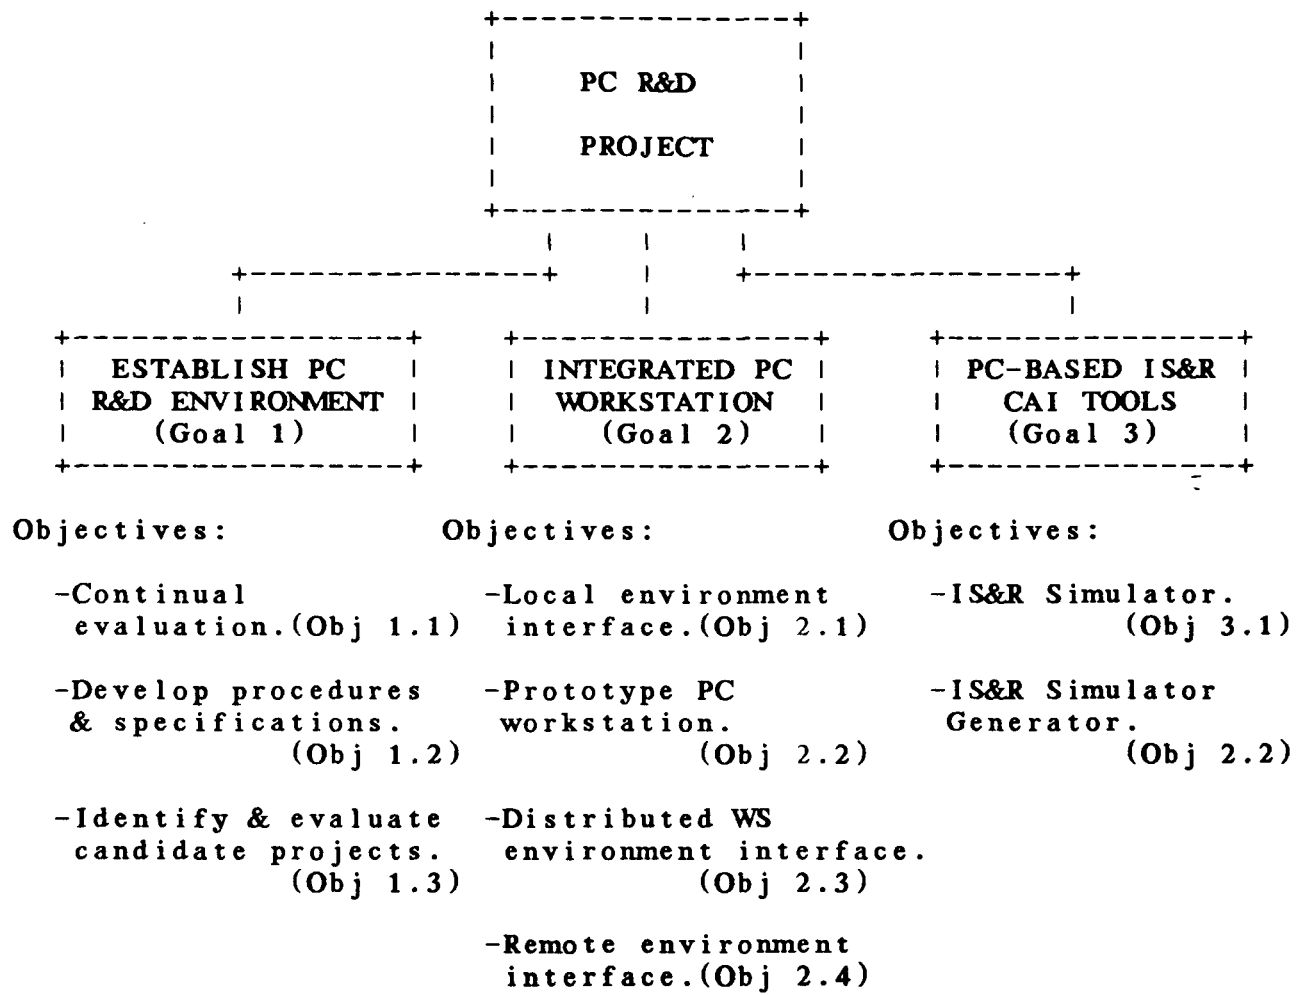 PC R&D
PROJECT
ESTABLISH PC
R&D ENVIRONMENT
(Goal 1)
INTEGRATED PC
WORKSTATION
(Goal 2)
PC-BASED IS&R
CAI TOOLS
(Goal 3)
Objectives:
-Continual
evaluation.(Obj 1.1)
-Develop procedures
& specifications.
(Obj 1.2)
-Identify & evaluate
candidate projects.
(Obj 1.3)
Objectives:
-Local environment
interface.(Obj 2.1)
-Prototype PC
workstation.
(Obj 2.2)
-Distributed WS
environment interface.
(Obj 2.3)
-Remote environment
interface.(Obj 2.4)
Objectives:
-IS&R Simulator.
(Obj 3.1)
-IS&R Simulator
Generator.
(Obj 2.2)